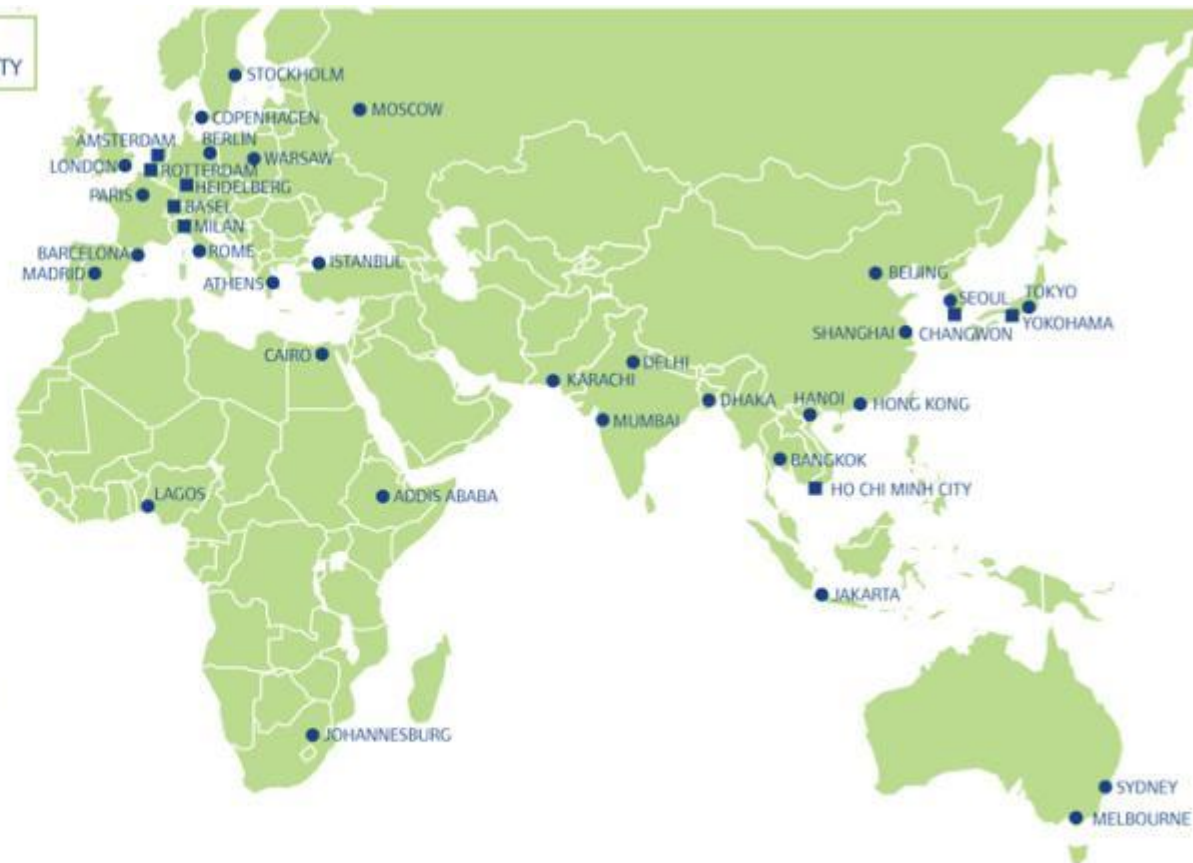 TY
STOCKHOLM
MOSCOW
COPENHAGEN
BERLIN
AMSTERDAM
WARSAW
LONDON
ROTTERDAM
HEIDELBERG
PARIS
BASEL
MILAN
BARCELONA
ROME
ISTANBUL
MADRID
ATHENS
BEIJING
SEOUL
TOKYO
YOKOHAMA
SHANGHAI
CHANGWON
CAIRO
DELHI
KARACHI
DHAKA
HANOI
HONG KONG
MUMBAI
BANGKOK
HO CHI MINH CITY
LAGOS
ADDIS ABABA
JAKARTA
JOHANNESBURG
SYDNEY
MELBOURNE